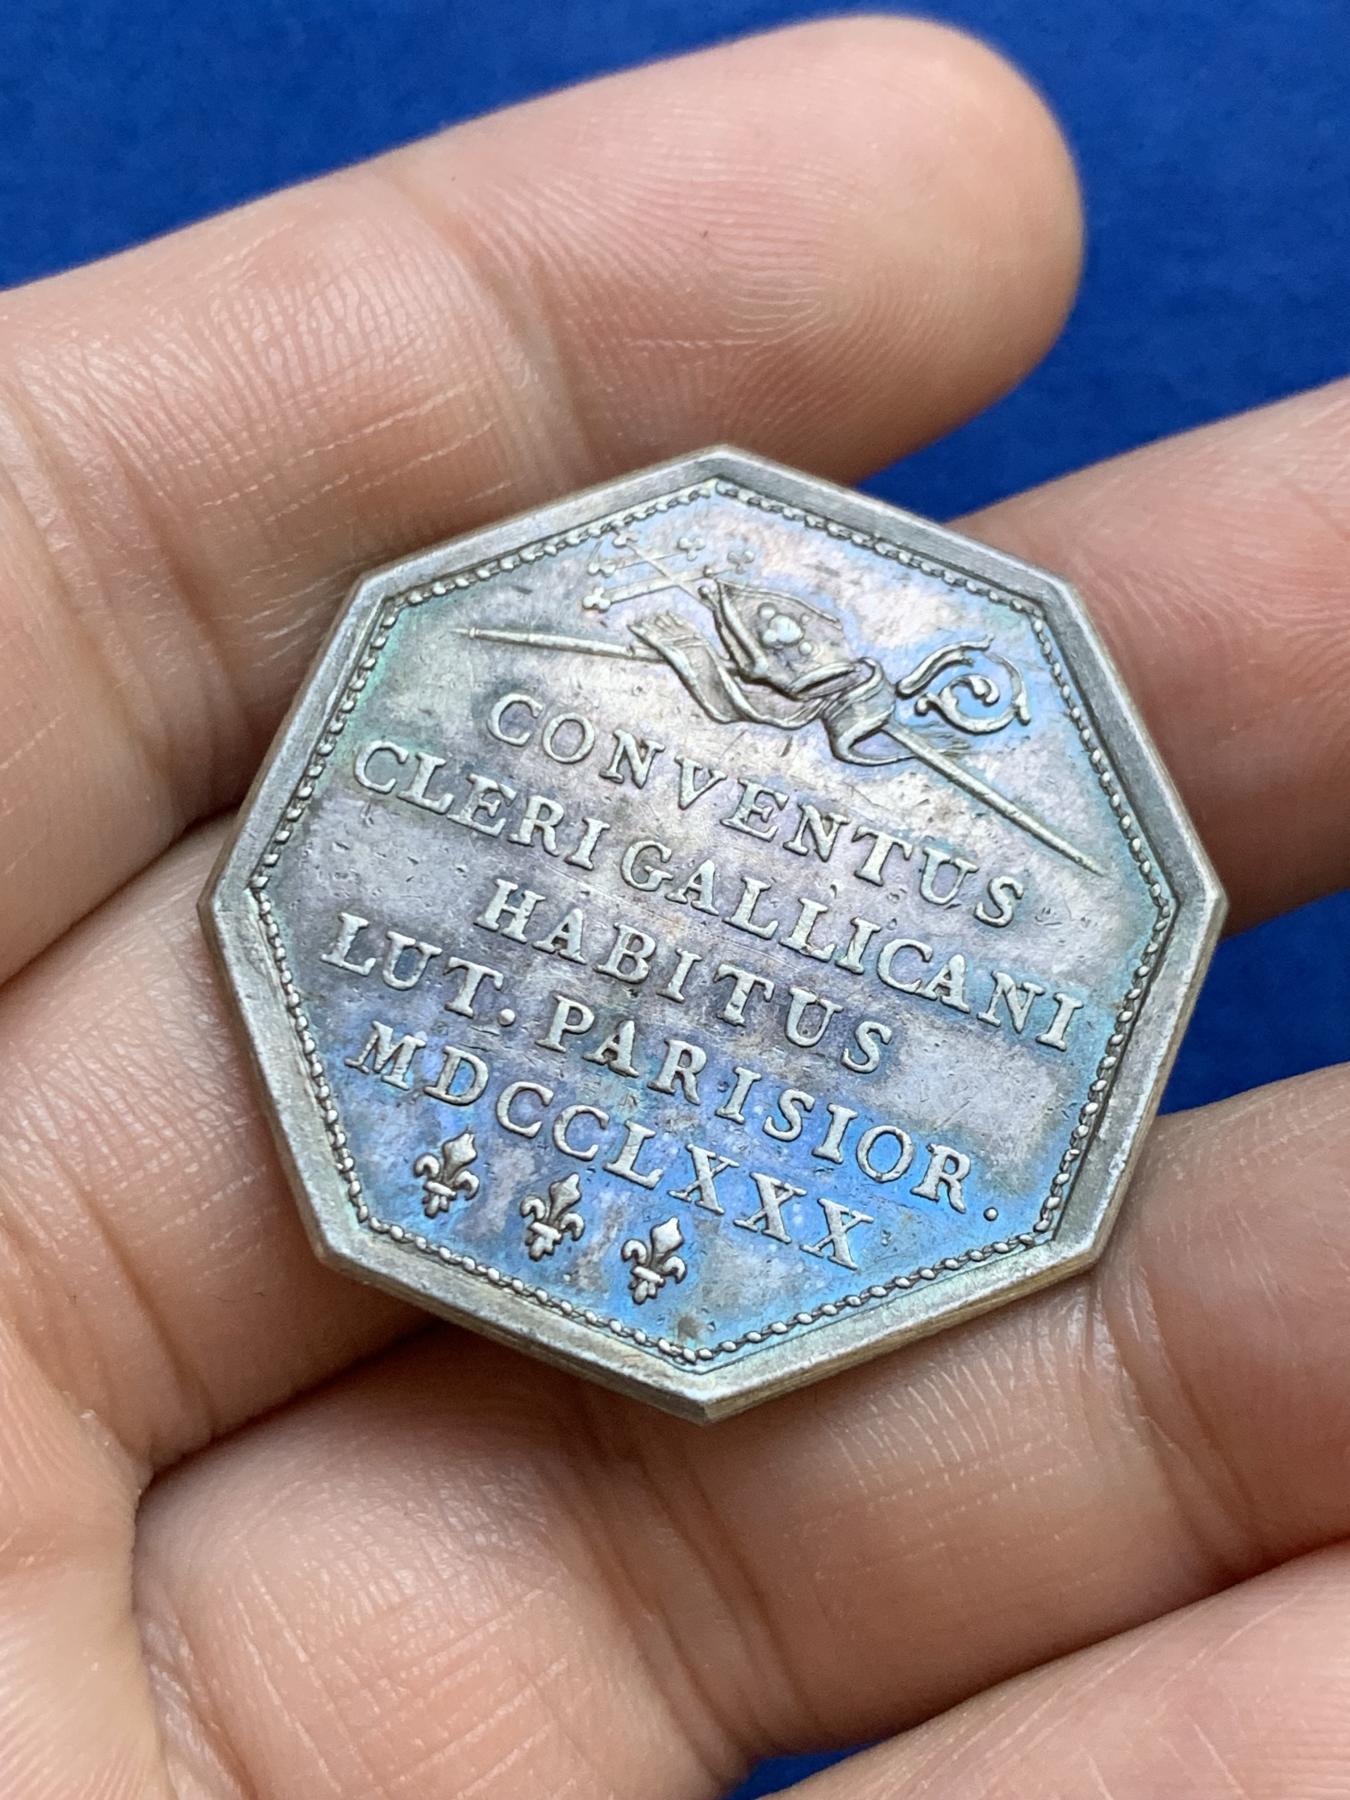 CONVENTUS
CLERI GALLICANI
HABITUS
LUT. PARISIOR.
MDCCLXXX